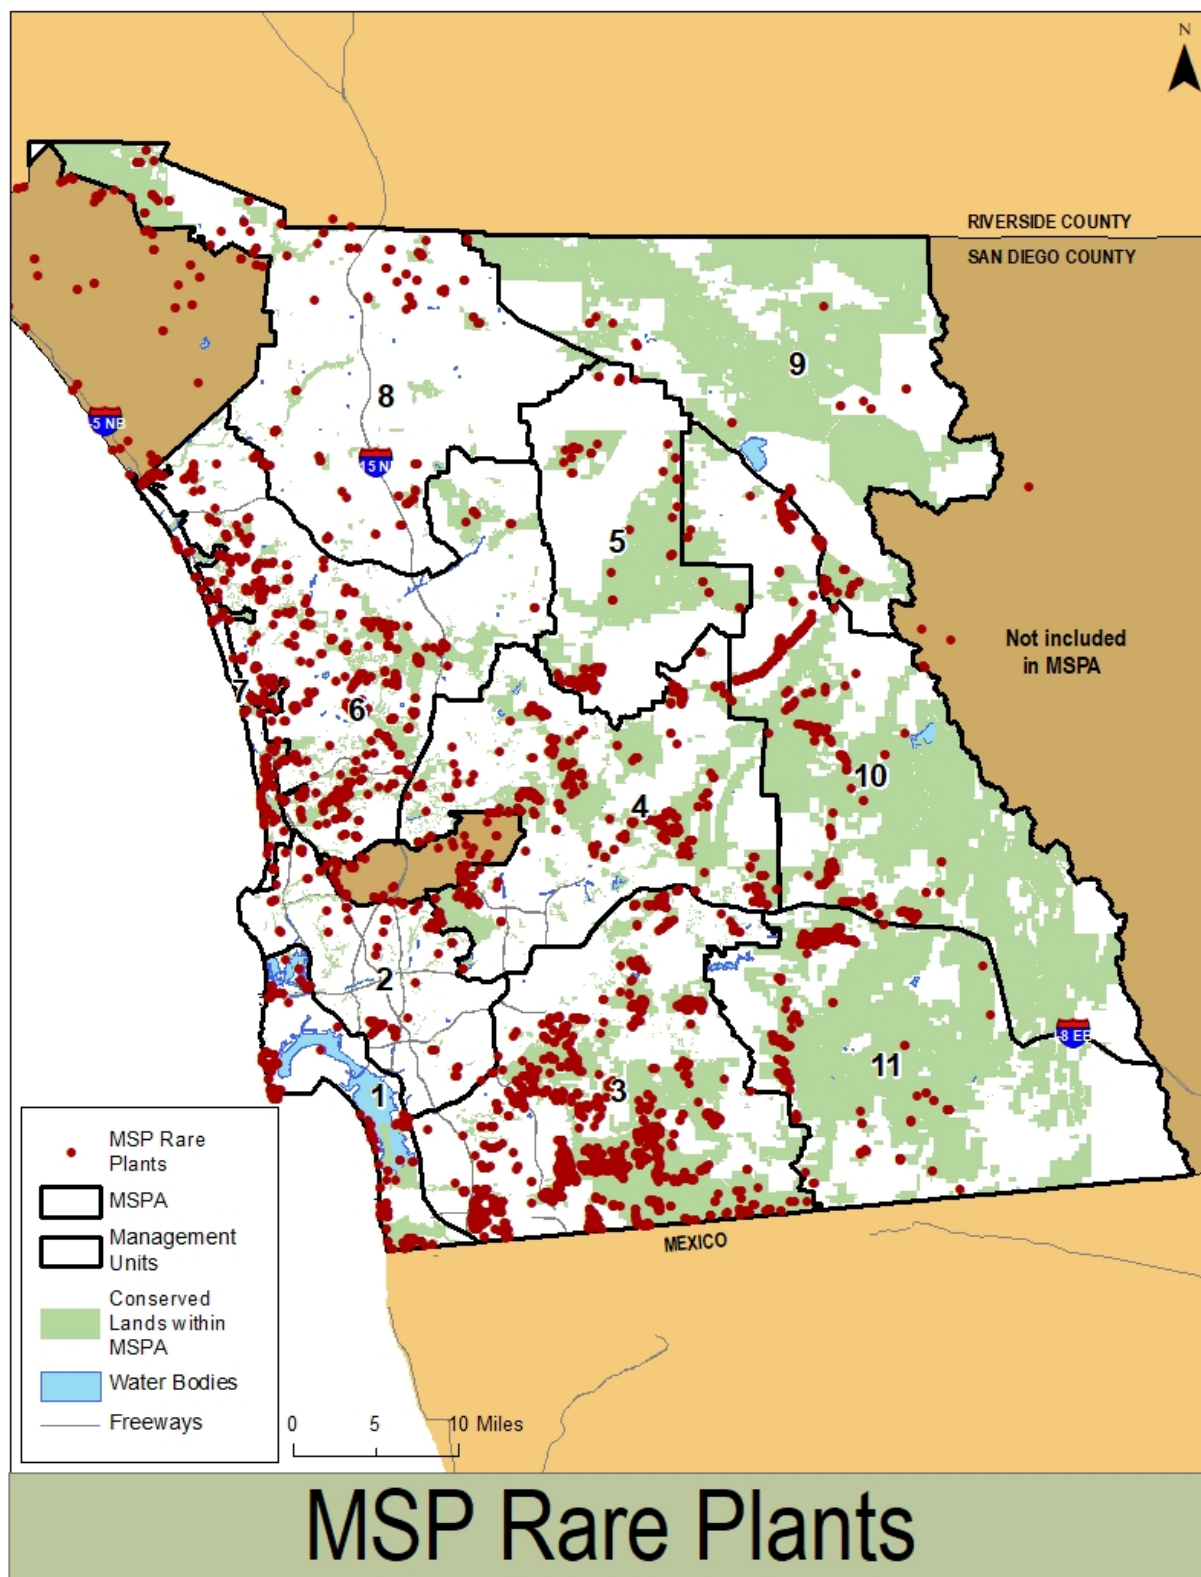 N
RIVERSIDE COUNTY
SAN DIEGO COUNTY
9
8
-5 NB
5
Not included
in MSPA
7
6
10
4
2
-8 EB
11
1
3
MSP Rare
Plants
MSPA
Management
Units
Conserved
Lands within
MSPA
Water Bodies
Freeways
MEXICO
0 5 10 Miles
MSP Rare Plants